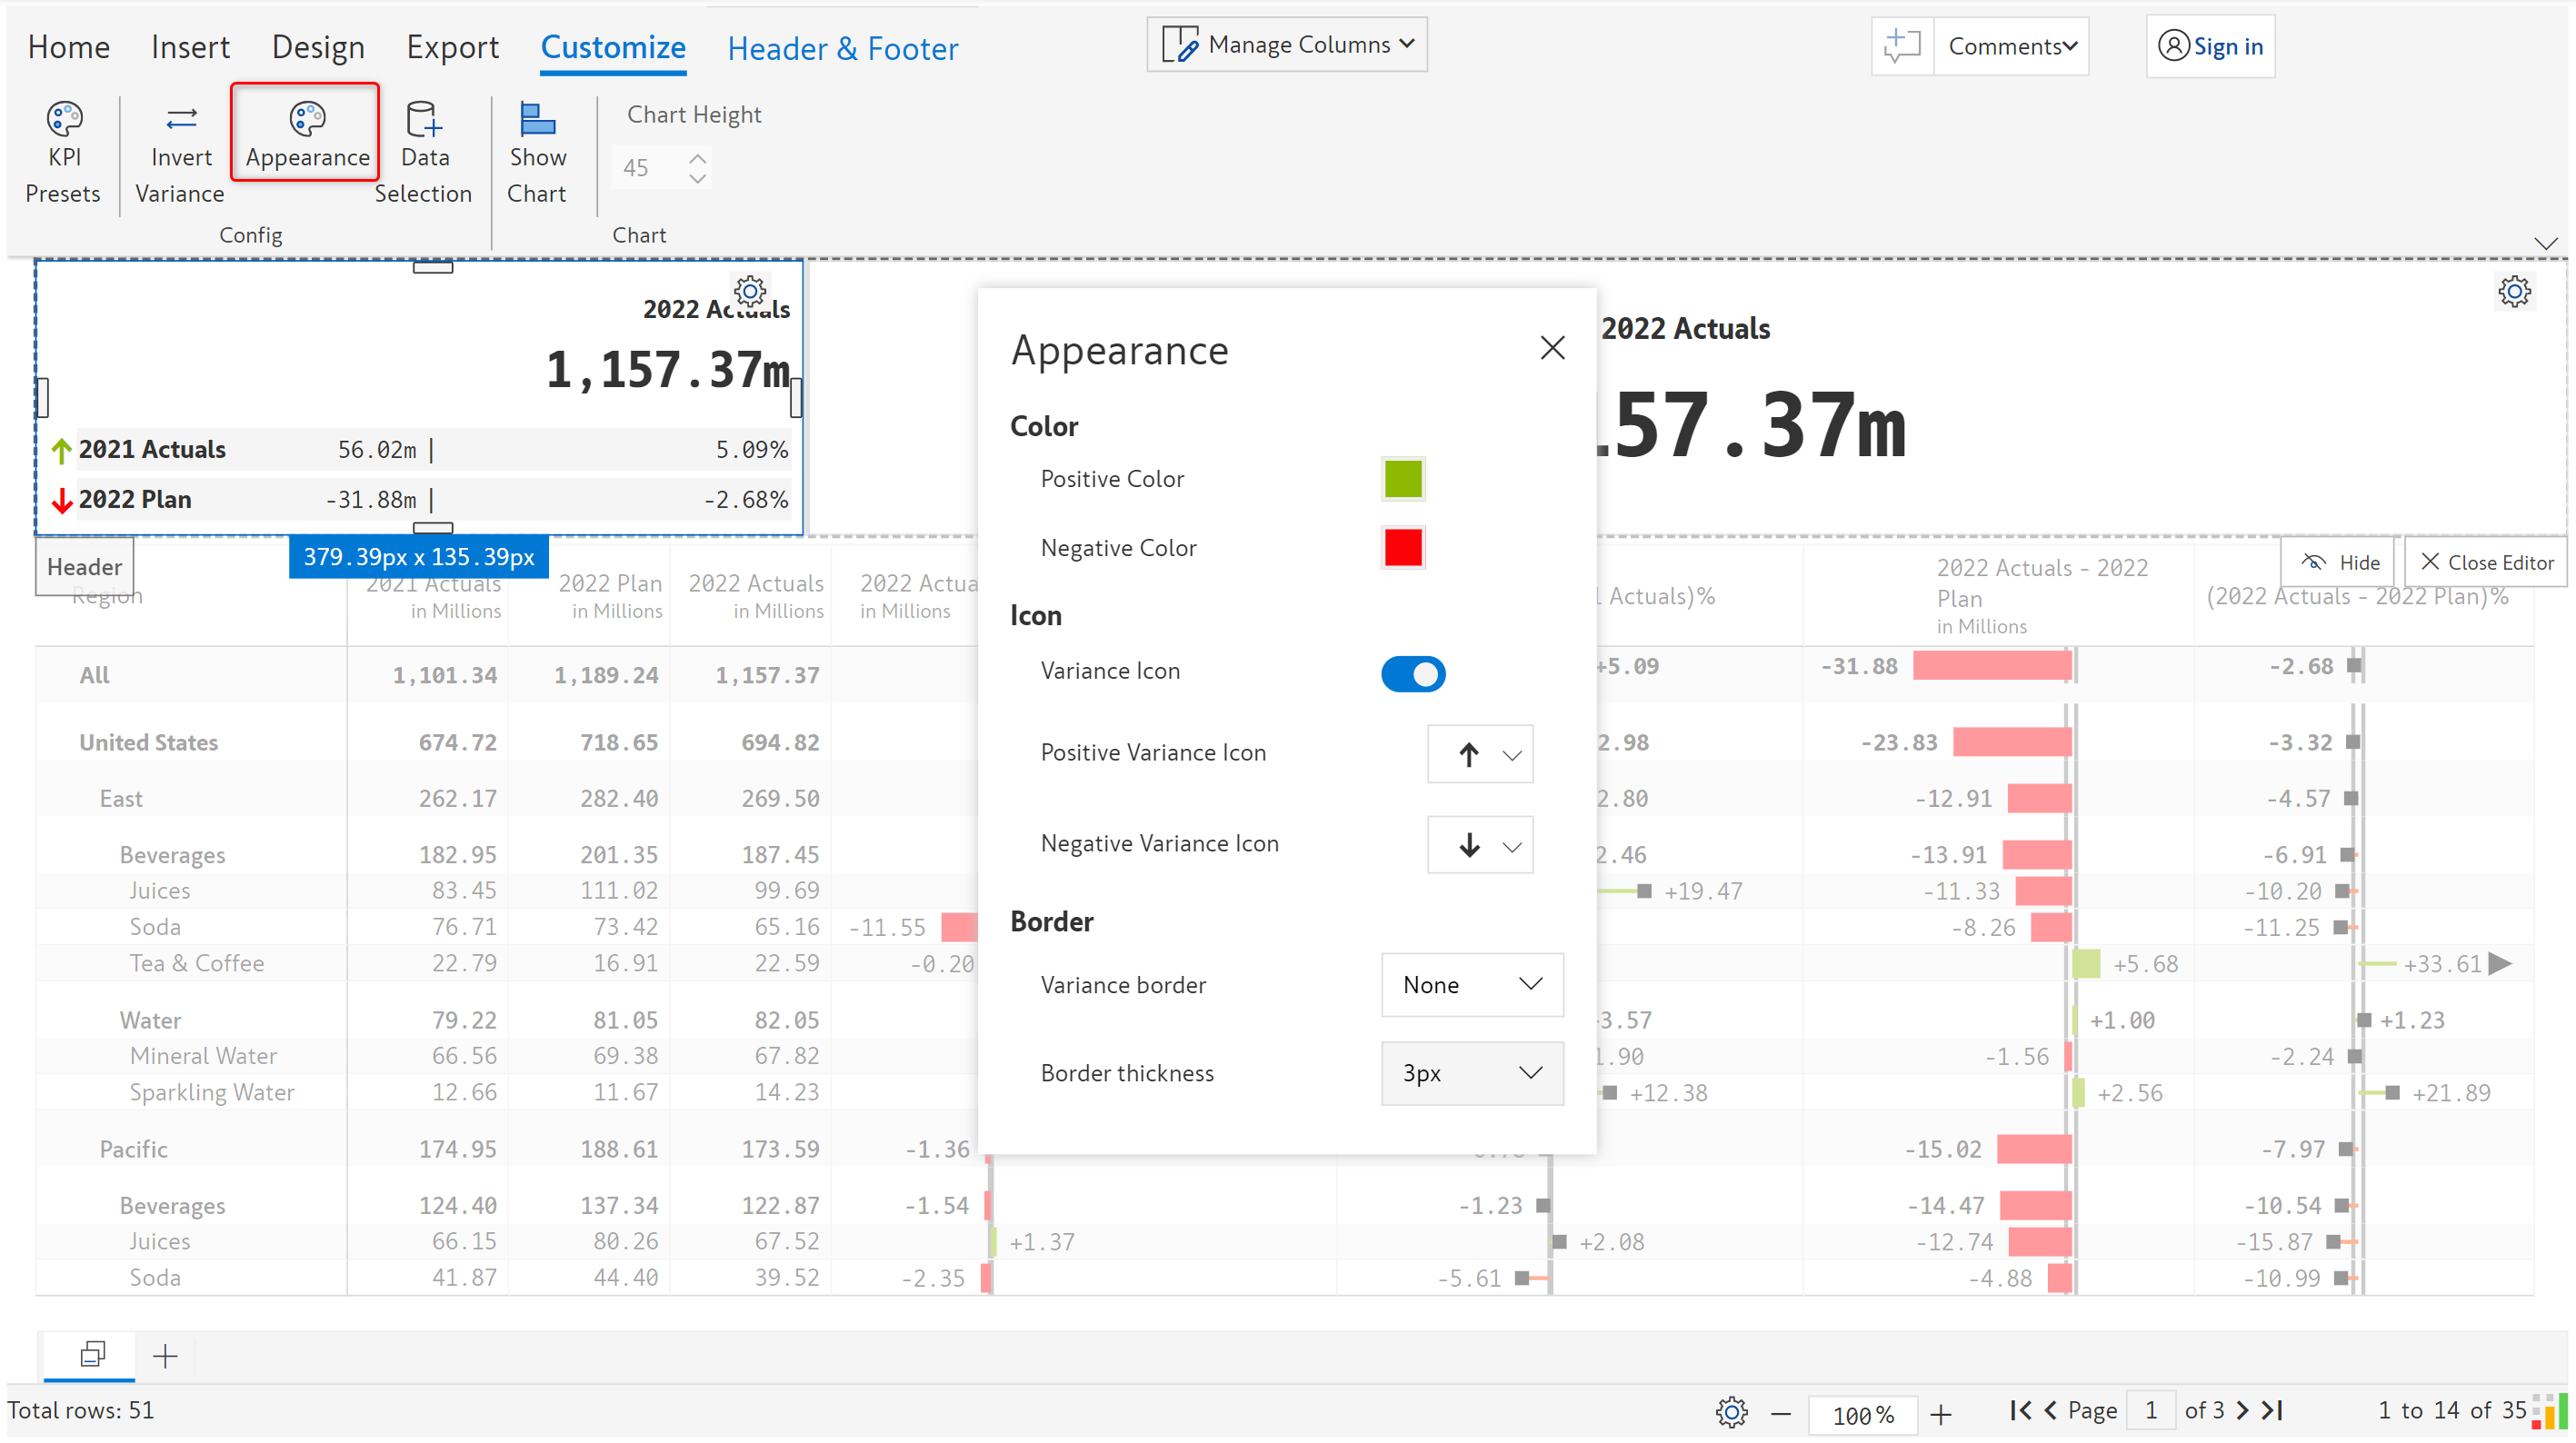 Home Insert Design Export Customize Header & Footer Manage Columns Comments Sign in
KPI Presets
Invert Variance
Appearance
Data Selection
Show Chart
Chart Height
45
Config
Chart
2022 Actuals
1,157.37m
2021 Actuals 56.02m | 5.09%
2022 Plan -31.88m | -2.68%
2022 Actuals
157.37m
Header
379.39px x 135.39px
Hide
Close Editor
Appearance
Color
Positive Color
Negative Color
Icon
Variance Icon
Positive Variance Icon
Negative Variance Icon
Border
Variance border None
Border thickness 3px
Region
2021 Actuals
in Millions
2022 Plan
in Millions
2022 Actuals
in Millions
2022 Actua
in Millions
Actuals)%
2022 Actuals - 2022
Plan
in Millions
(2022 Actuals - 2022 Plan)%
All 1,101.34 1,189.24 1,157.37 +5.09 -31.88 -2.68
United States 674.72 718.65 694.82 2.98 -23.83 -3.32
East 262.17 282.40 269.50 2.80 -12.91 -4.57
Beverages 182.95 201.35 187.45 2.46 -13.91 -6.91
Juices 83.45 111.02 99.69 +19.47 -11.33 -10.20
Soda 76.71 73.42 65.16 -11.55 -8.26 -11.25
Tea & Coffee 22.79 16.91 22.59 -0.20 +5.68 +33.61
Water 79.22 81.05 82.05 3.57 +1.00 +1.23
Mineral Water 66.56 69.38 67.82 1.90 -1.56 -2.24
Sparkling Water 12.66 11.67 14.23 +12.38 +2.56 +21.89
Pacific 174.95 188.61 173.59 -1.36 -15.02 -7.97
Beverages 124.40 137.34 122.87 -1.54 -1.23 -14.47 -10.54
Juices 66.15 80.26 67.52 +1.37 +2.08 -12.74 -15.87
Soda 41.87 44.40 39.52 -2.35 -5.61 -4.88 -10.99
Total rows: 51 100% Page 1 of 3 1 to 14 of 35